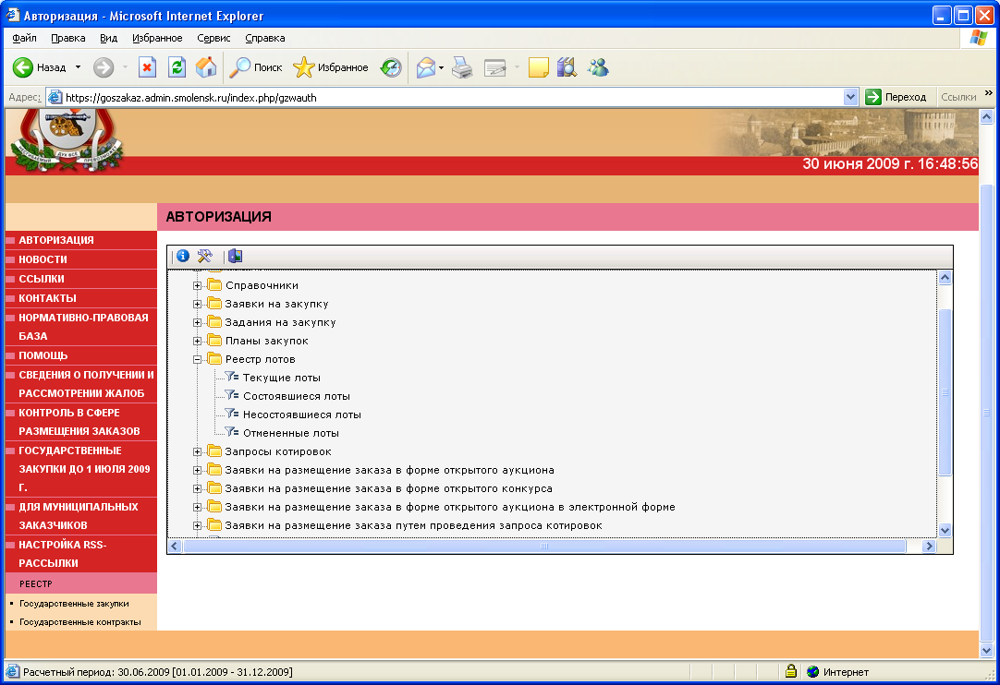 Авторизация - Microsoft Internet Explorer
Файл Правка Вид Избранное Сервис Справка
Назад Поиск Избранное
Адрес: https://goszakaz.admin.smolensk.ru/index.php/gzwauth Переход Ссылки »
30 июня 2009 г. 16:48:56
АВТОРИЗАЦИЯ
АВТОРИЗАЦИЯ
НОВОСТИ
ССЫЛКИ
КОНТАКТЫ
НОРМАТИВНО-ПРАВОВАЯ
БАЗА
ПОМОЩЬ
СВЕДЕНИЯ О ПОЛУЧЕНИИ И
РАССМОТРЕНИИ ЖАЛОБ
КОНТРОЛЬ В СФЕРЕ
РАЗМЕЩЕНИЯ ЗАКАЗОВ
ГОСУДАРСТВЕННЫЕ
ЗАКУПКИ ДО 1 ИЮЛЯ 2009
Г.
ДЛЯ МУНИЦИПАЛЬНЫХ
ЗАКАЗЧИКОВ
НАСТРОЙКА RSS-
РАССЫЛКИ
РЕЕСТР
Государственные закупки
Государственные контракты
Справочники
Заявки на закупку
Задания на закупку
Планы закупок
Реестр лотов
Текущие лоты
Состоявшиеся лоты
Несостоявшиеся лоты
Отмененные лоты
Запросы котировок
Заявки на размещение заказа в форме открытого аукциона
Заявки на размещение заказа в форме открытого конкурса
Заявки на размещение заказа в форме открытого аукциона в электронной форме
Заявки на размещение заказа путем проведения запроса котировок
Расчетный период: 30.06.2009 [01.01.2009 - 31.12.2009] Интернет